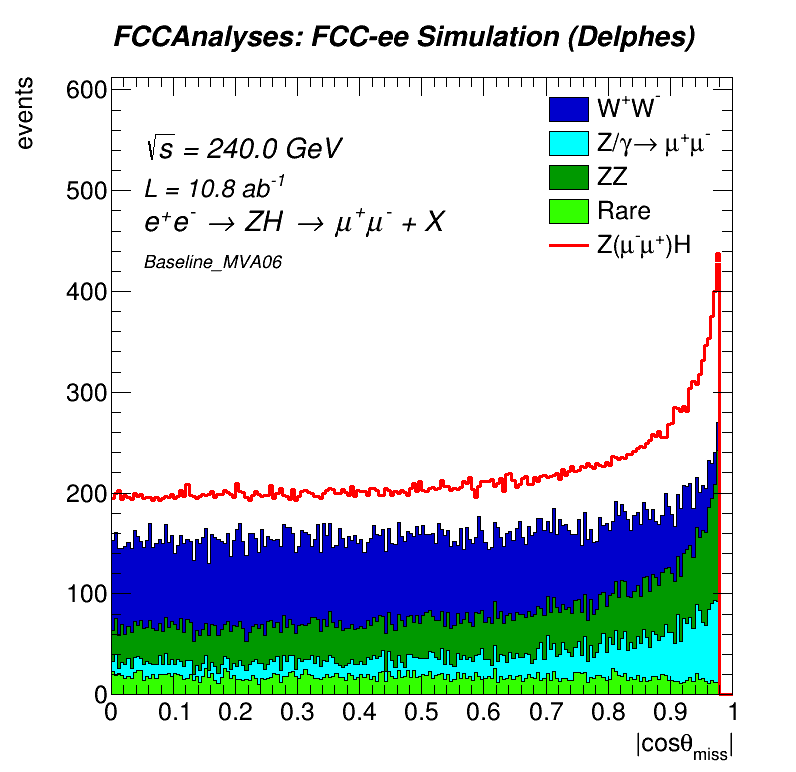 FCCAnalyses: FCC-ee Simulation (Delphes)
events
√s = 240.0 GeV
L = 10.8 ab⁻¹
e⁺e⁻ → ZH → μ⁺μ⁻ + X
Baseline_MVA06
W⁺W⁻
Z/γ→ μ⁺μ⁻
ZZ
Rare
Z(μ⁻μ⁺)H
600
500
400
300
200
100
0
0 0.1 0.2 0.3 0.4 0.5 0.6 0.7 0.8 0.9 1
|cosθ_miss|